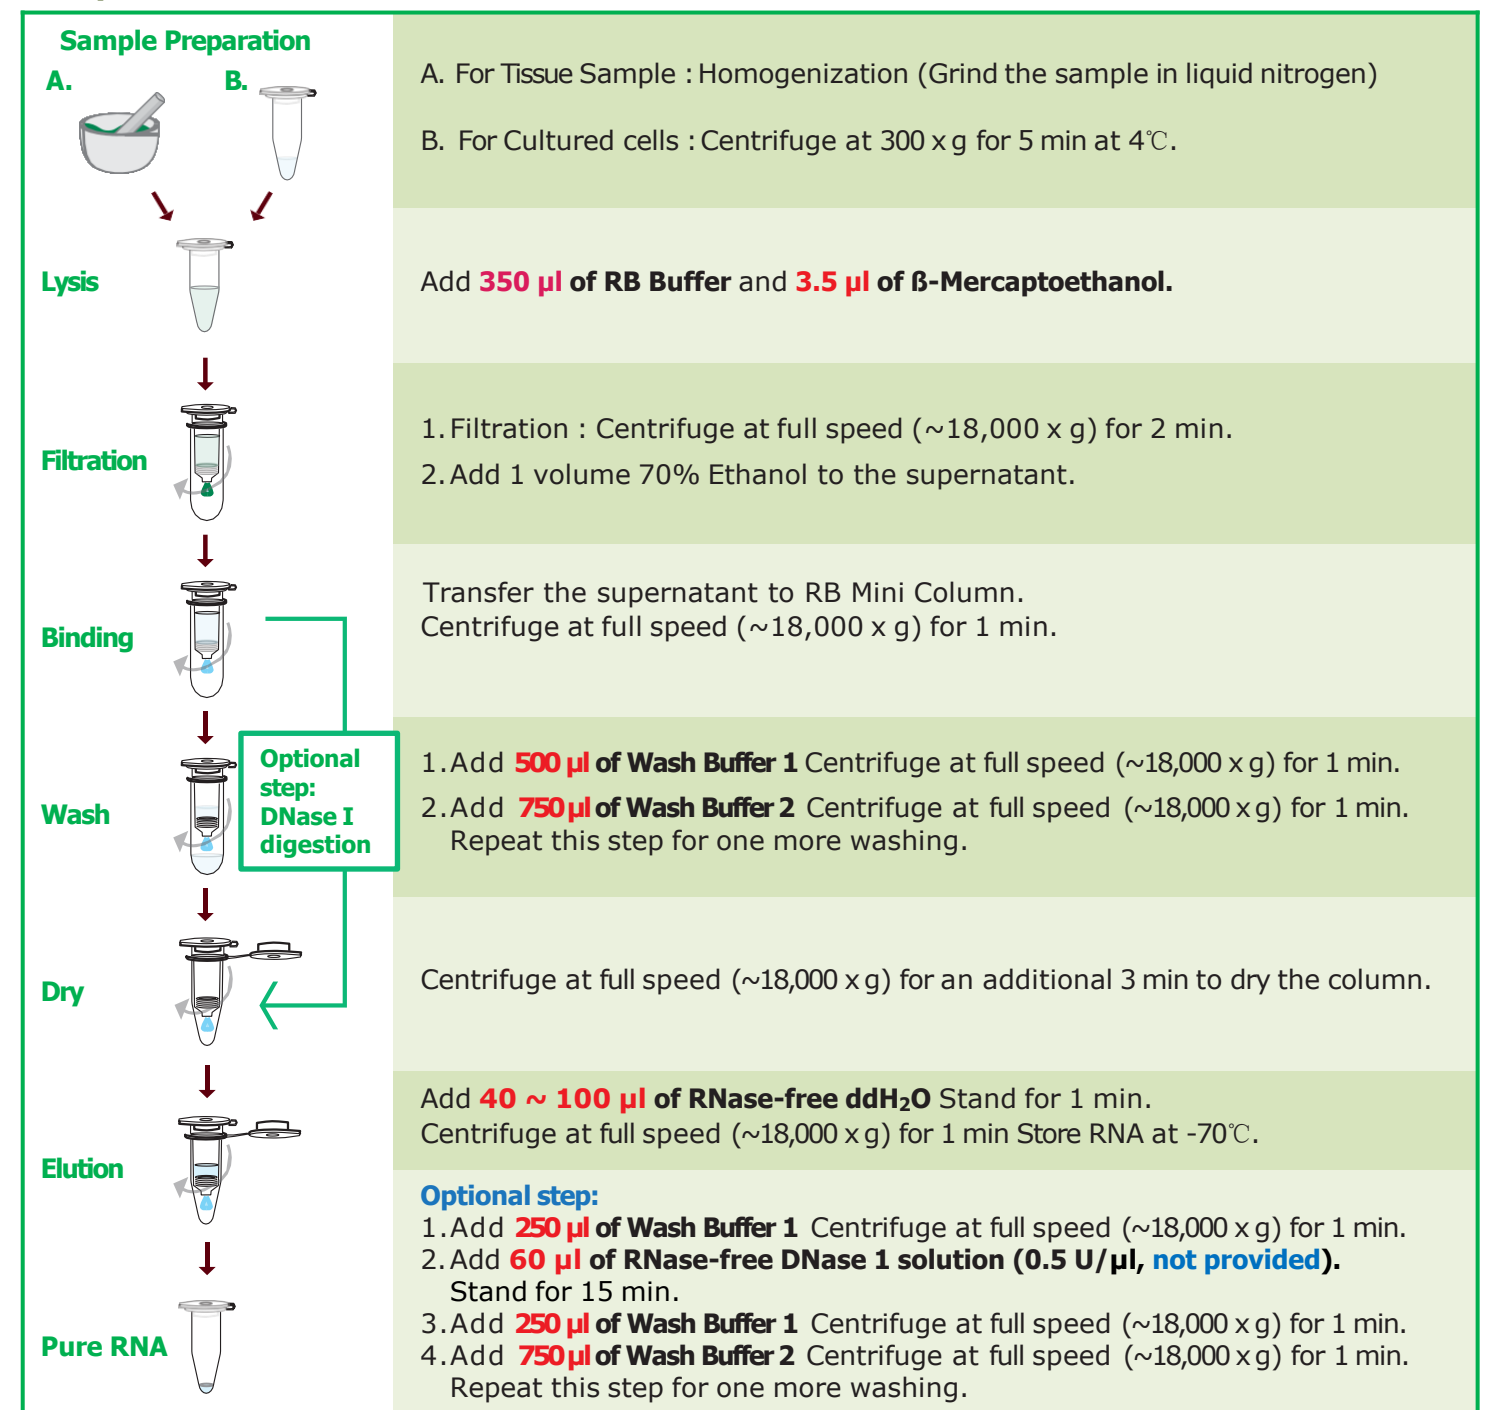 Sample Preparation
A.
B.
A. For Tissue Sample : Homogenization (Grind the sample in liquid nitrogen)
B. For Cultured cells : Centrifuge at 300 x g for 5 min at 4℃.
Lysis
Add 350 µl of RB Buffer and 3.5 µl of ß-Mercaptoethanol.
Filtration
1. Filtration : Centrifuge at full speed (~18,000 x g) for 2 min.
2. Add 1 volume 70% Ethanol to the supernatant.
Binding
Transfer the supernatant to RB Mini Column.
Centrifuge at full speed (~18,000 x g) for 1 min.
Wash
Optional
step:
DNase I
digestion
1. Add 500 µl of Wash Buffer 1 Centrifuge at full speed (~18,000 x g) for 1 min.
2. Add 750 µl of Wash Buffer 2 Centrifuge at full speed (~18,000 x g) for 1 min.
Repeat this step for one more washing.
Dry
Centrifuge at full speed (~18,000 x g) for an additional 3 min to dry the column.
Elution
Add 40 ~ 100 µl of RNase-free ddH₂O Stand for 1 min.
Centrifuge at full speed (~18,000 x g) for 1 min Store RNA at -70℃.
Pure RNA
Optional step:
1. Add 250 µl of Wash Buffer 1 Centrifuge at full speed (~18,000 x g) for 1 min.
2. Add 60 µl of RNase-free DNase 1 solution (0.5 U/µl, not provided).
Stand for 15 min.
3. Add 250 µl of Wash Buffer 1 Centrifuge at full speed (~18,000 x g) for 1 min.
4. Add 750 µl of Wash Buffer 2 Centrifuge at full speed (~18,000 x g) for 1 min.
Repeat this step for one more washing.